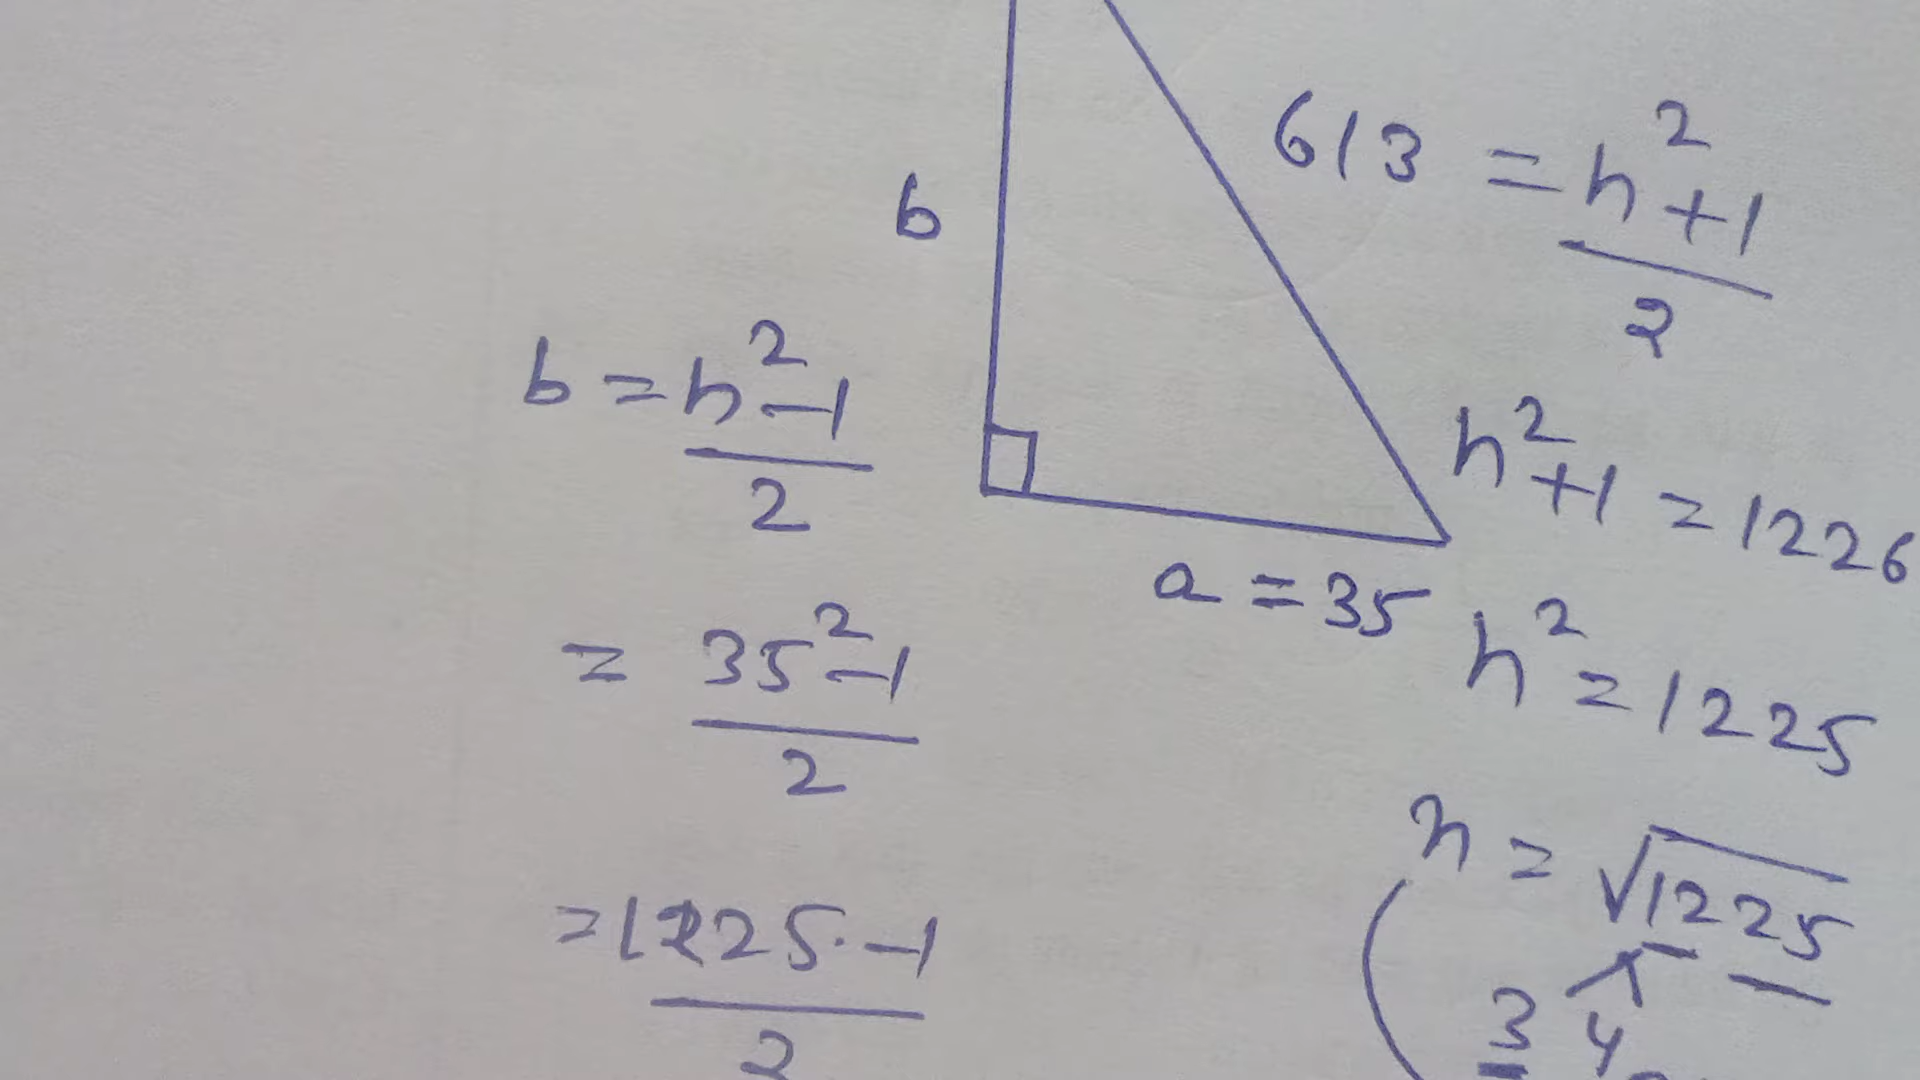 613 = n²+1
2
b
b = n²-1
2
n²+1 = 1226
a = 35
= 35²-1
2
n² = 1225
n = √1225
= 1225-1
2
3 4